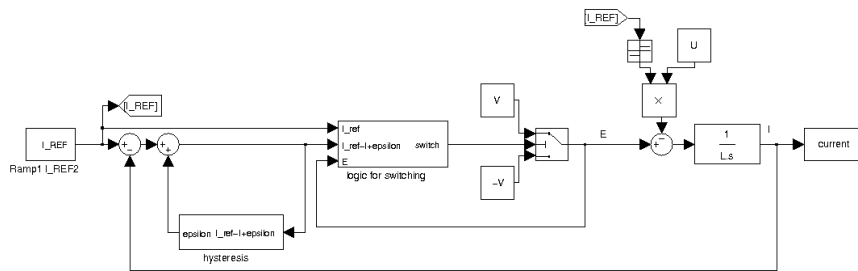 [I_REF]
U
×
[I_REF]
V
I_REF
Ramp1 I_REF2
I_ref
I_ref-I+epsilon
E
switch
logic for switching
-V
E
1
L.s
I
current
epsilon I_ref-I+epsilon
hysteresis